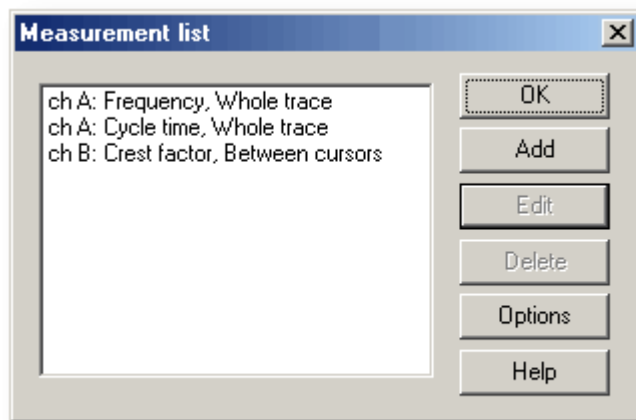 Measurement list
ch A: Frequency, Whole trace
ch A: Cycle time, Whole trace
ch B: Crest factor, Between cursors
OK
Add
Edit
Delete
Options
Help